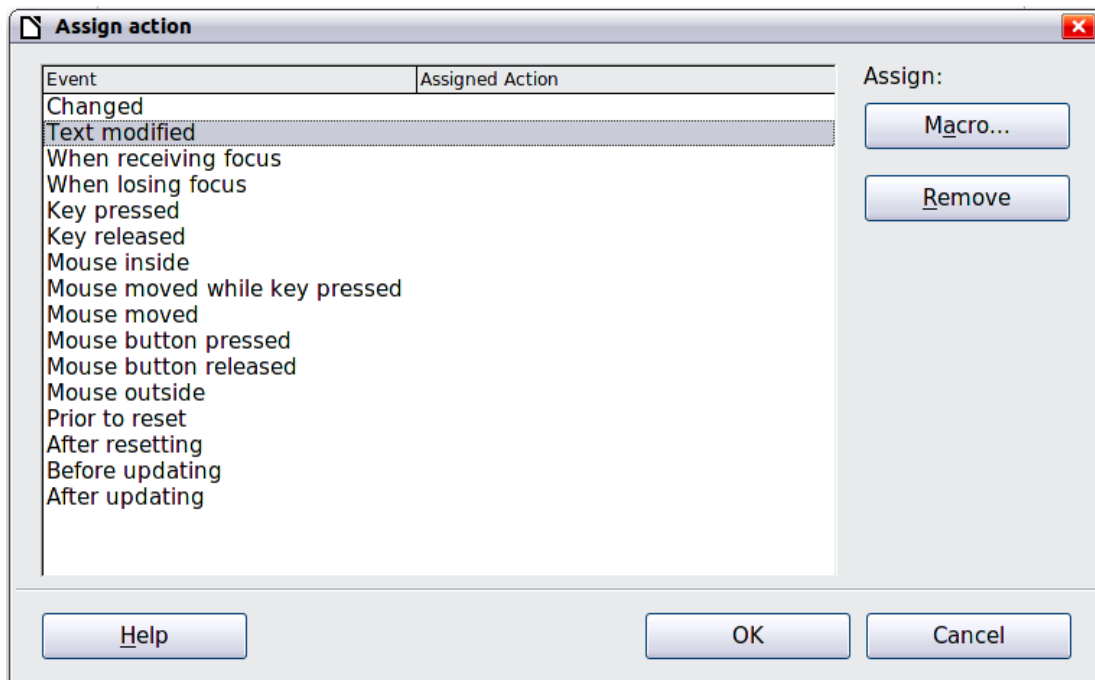 Assign action
Event Assigned Action
Changed
Text modified
When receiving focus
When losing focus
Key pressed
Key released
Mouse inside
Mouse moved while key pressed
Mouse moved
Mouse button pressed
Mouse button released
Mouse outside
Prior to reset
After resetting
Before updating
After updating
Assign:
Macro...
Remove
Help OK Cancel